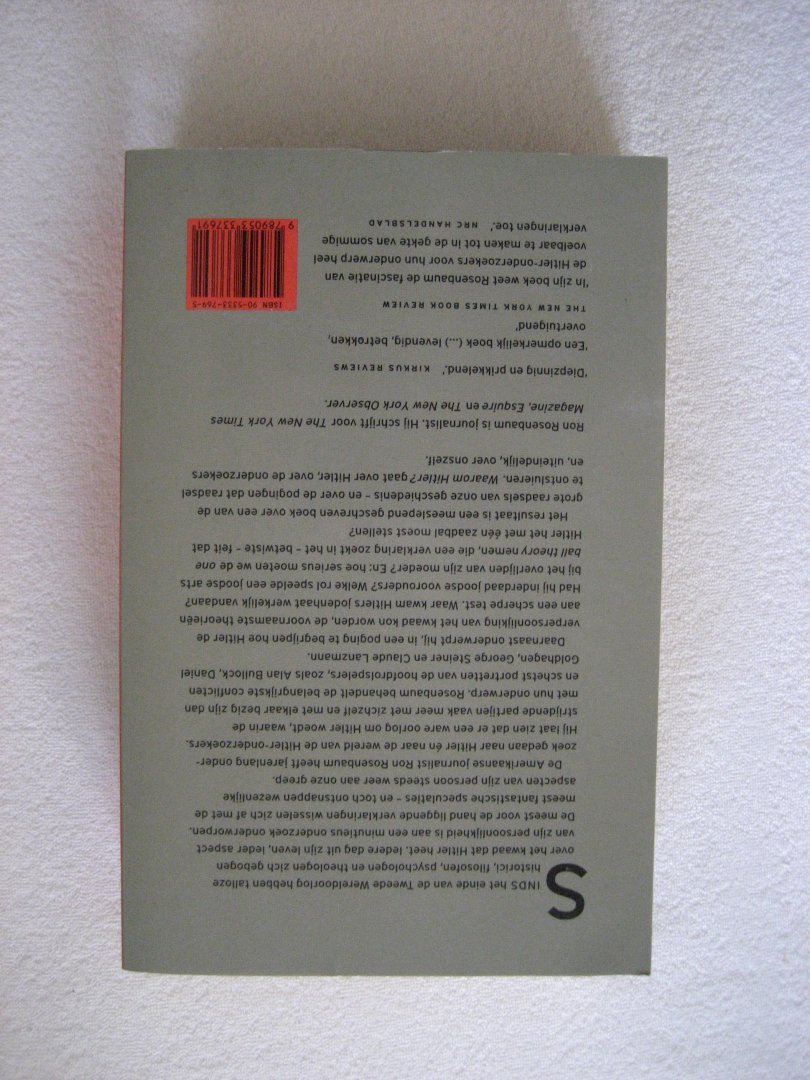 SINDS het einde van de Tweede Wereldoorlog hebben talloze
historici, filosofen, psychologen en theologen zich gebogen
over het kwaad dat Hitler heet. Iedere dag uit zijn leven, ieder aspect
van zijn persoonlijkheid is aan een minutieus onderzoek onderworpen.
De meest voor de hand liggende verklaringen wisselen zich af met de
meest fantastische speculaties – en toch ontsnappen wezenlijke
aspecten van zijn persoon steeds weer aan onze greep.
De Amerikaanse journalist Ron Rosenbaum heeft jarenlang onder-
zoek gedaan naar Hitler én naar de wereld van de Hitler-onderzoekers.
Hij laat zien dat er een ware oorlog om Hitler woedt, waarin de
strijdende partijen vaak meer met zichzelf en met elkaar bezig zijn dan
met hun onderwerp. Rosenbaum behandelt de belangrijkste conflicten
en schetst portretten van de hoofdrolspelers, zoals Alan Bullock, Daniel
Goldhagen, George Steiner en Claude Lanzmann.
Daarnaast onderwerpt hij, in een poging te begrijpen hoe Hitler de
verpersoonlijking van het kwaad kon worden, de voornaamste theorieën
aan een scherpe test. Waar kwam Hitlers jodenhaat werkelijk vandaan?
Had hij inderdaad joodse voorouders? Welke rol speelde een joodse arts
bij het overlijden van zijn moeder? En: hoe serieus moeten we de one
ball theory nemen, die een verklaring zoekt in het – betwiste – feit dat
Hitler het met één zaadbal moest stellen?
Het resultaat is een meeslepend geschreven boek over een van de
grote raadsels van onze geschiedenis – en over de pogingen dat raadsel
te ontsluieren. Waarom Hitler? gaat over Hitler, over de onderzoekers
en, uiteindelijk, over onszelf.
Ron Rosenbaum is journalist. Hij schrijft voor The New York Times
Magazine, Esquire en The New York Observer.
'Diepzinnig en prikkelend.' KIRKUS REVIEWS
'Een opmerkelijk boek (...) levendig, betrokken,
overtuigend'
THE NEW YORK TIMES BOOK REVIEW
'In zijn boek weet Rosenbaum de fascinatie van
de Hitler-onderzoekers voor hun onderwerp heel
voelbaar te maken tot in de gekte van sommige
verklaringen toe.' NRC HANDELSBLAD
ISBN 90-5333-769-5
9 789053 337691